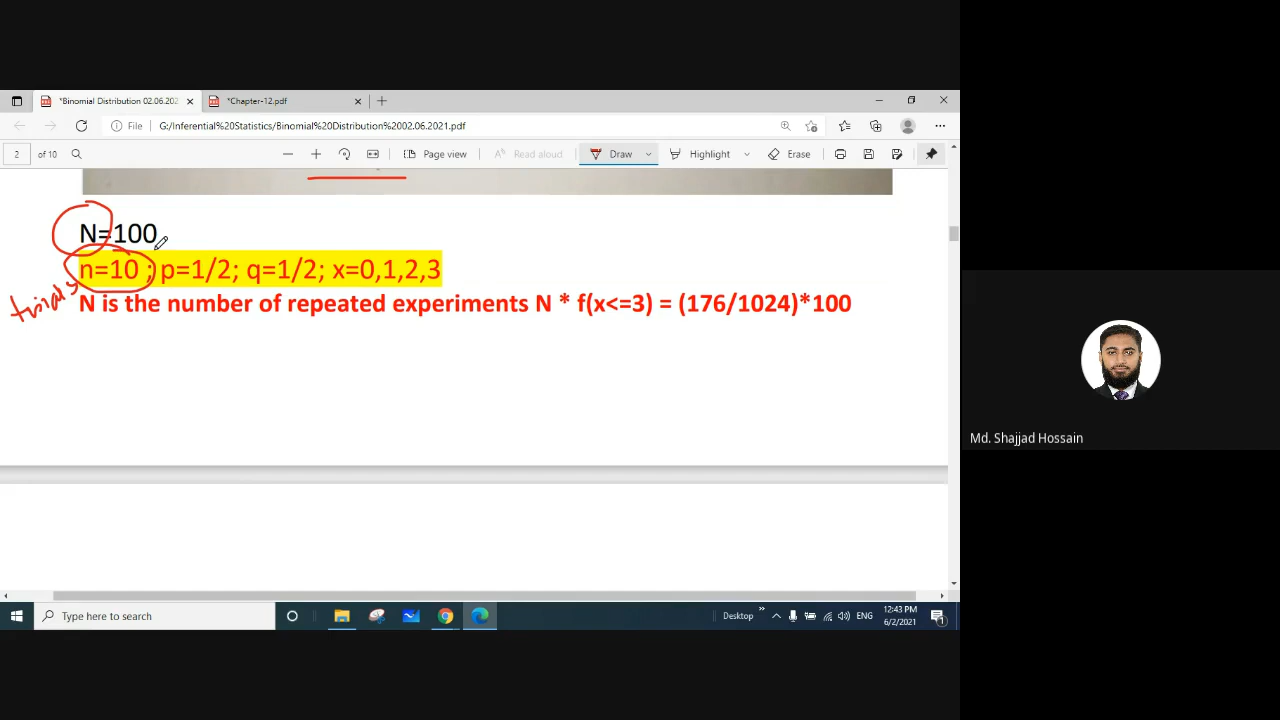 *Binomial Distribution 02.06.202
*Chapter-12.pdf
File
G:/Inferential%20Statistics/Binomial%20Distribution%2002.06.2021.pdf
2 of 10
Page view
Read aloud
Draw
Highlight
Erase
N=100
n=10 ; p=1/2; q=1/2; x=0,1,2,3
trials
N is the number of repeated experiments N * f(x<=3) = (176/1024)*100
Md. Shajjad Hossain
Type here to search
Desktop
ENG
12:43 PM
6/2/2021
1